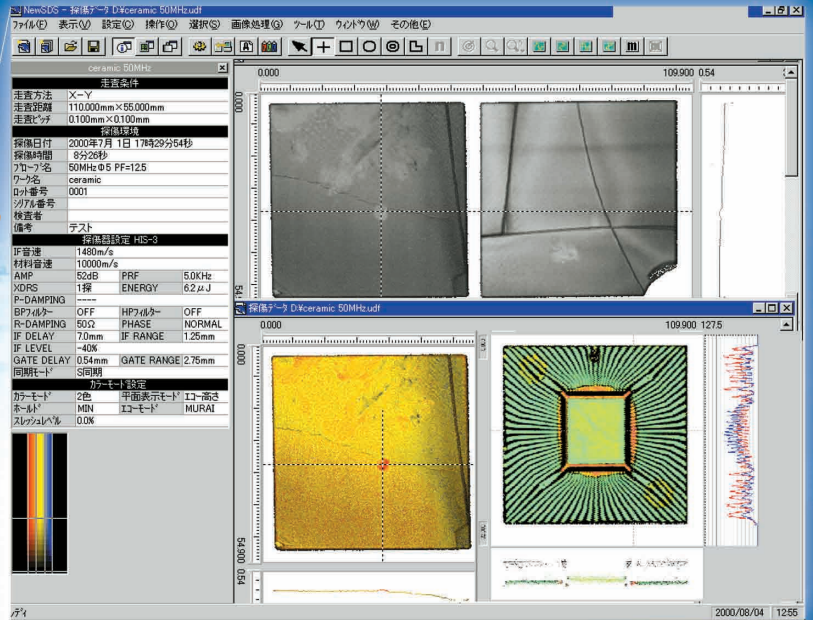 NewSDS - 探傷データ D:¥ceramic 50MHz.udf
ファイル(F) 表示(V) 設定(C) 操作(O) 選択(S) 画像処理(G) ツール(T) ウィンドウ(W) その他(E)
ceramic 50MHz
走査条件
走査方法 X-Y
走査距離 110.000mm×55.000mm
走査ピッチ 0.100mm×0.100mm
探傷環境
探傷日付 2000年7月 1日 17時29分54秒
探傷時間 8分26秒
プローブ名 50MHzΦ5 PF=12.5
ワーク名 ceramic
ロット番号 0001
シリアル番号
検査者
備考 テスト
探傷器設定 HIS-3
IF音速 1480m/s
材料音速 10000m/s
AMP 52dB PRF 5.0KHz
XDRS 1探 ENERGY 6.2μJ
P-DAMPING ----
BPフィルター OFF HPフィルター OFF
R-DAMPING 50Ω PHASE NORMAL
IF DELAY 7.0mm IF RANGE 1.25mm
IF LEVEL -40%
GATE DELAY 0.54mm GATE RANGE 2.75mm
同期モード S同期
カラーモード設定
カラーモード 2色 平面表示モード エコー高さ
ホールド MIN エコーモード MURAI
スレッショルド 0.0%
0.000 109.900 0.54
0.000
54.
探傷データ D:¥ceramic 50MHz.udf
0.000 109.900 127.5
0.000
54.900
0.54
2000/08/04 12:55